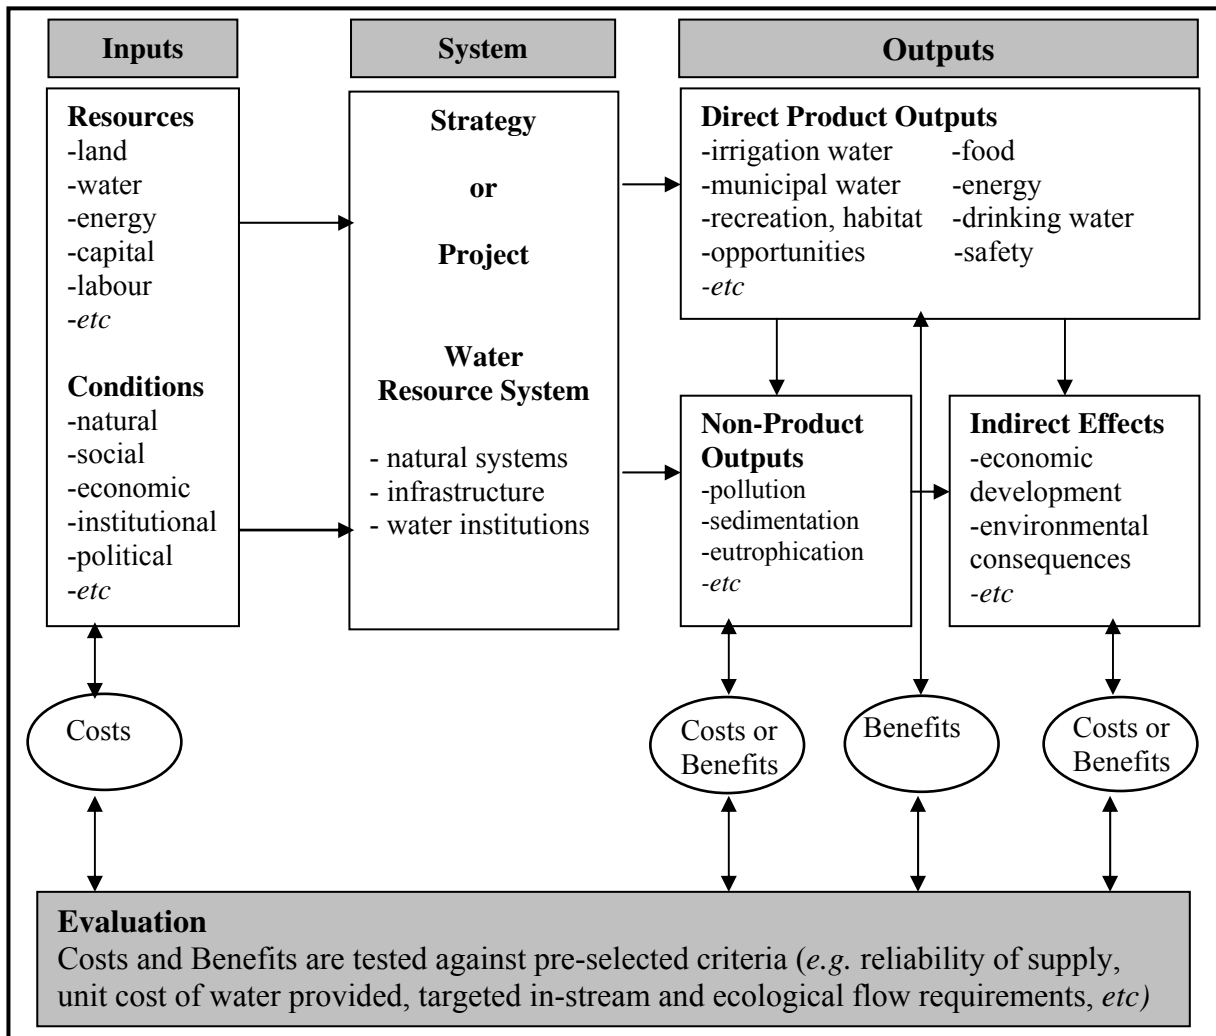 Inputs
System
Outputs
Resources
-land
-water
-energy
-capital
-labour
-etc
Conditions
-natural
-social
-economic
-institutional
-political
-etc
Strategy
or
Project
Water
Resource System
- natural systems
- infrastructure
- water institutions
Direct Product Outputs
-irrigation water -food
-municipal water -energy
-recreation, habitat -drinking water
-opportunities -safety
-etc
Non-Product
Outputs
-pollution
-sedimentation
-eutrophication
-etc
Indirect Effects
-economic
development
-environmental
consequences
-etc
Costs
Costs or
Benefits
Benefits
Costs or
Benefits
Evaluation
Costs and Benefits are tested against pre-selected criteria (e.g. reliability of supply,
unit cost of water provided, targeted in-stream and ecological flow requirements, etc)